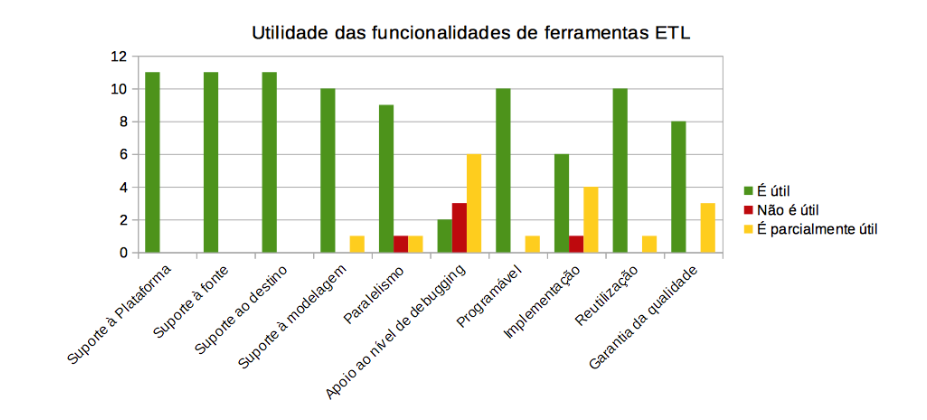 Utilidade das funcionalidades de ferramentas ETL
12
10
8
6
4
2
0
É útil
Não é útil
É parcialmente útil
Suporte à Plataforma
Suporte à fonte
Suporte ao destino
Suporte à modelagem
Paralelismo
Apoio ao nível de debugging
Programável
Implementação
Reutilização
Garantia da qualidade